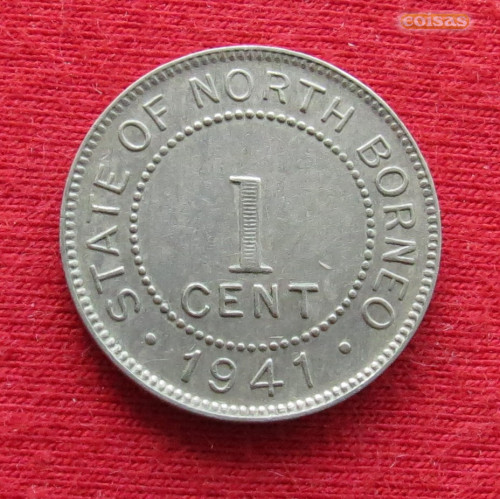 eoisas
STATE OF NORTH BORNEO
1
CENT
• 1941 •